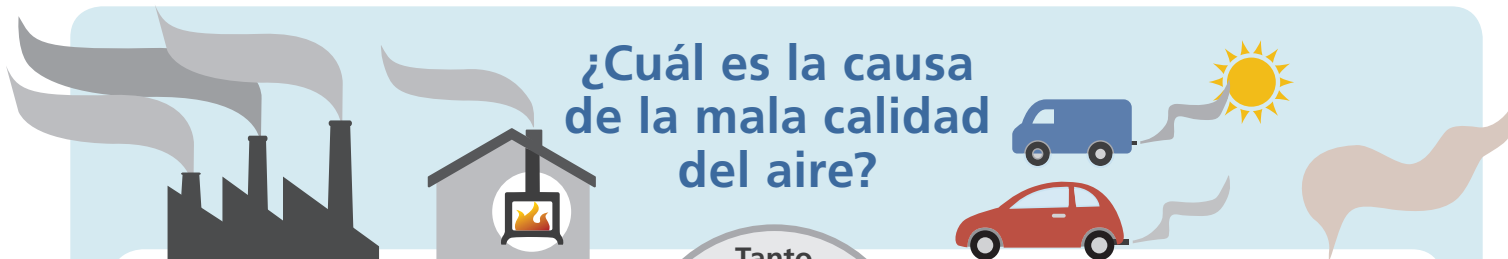 ¿Cuál es la causa
de la mala calidad
del aire?
Tanto